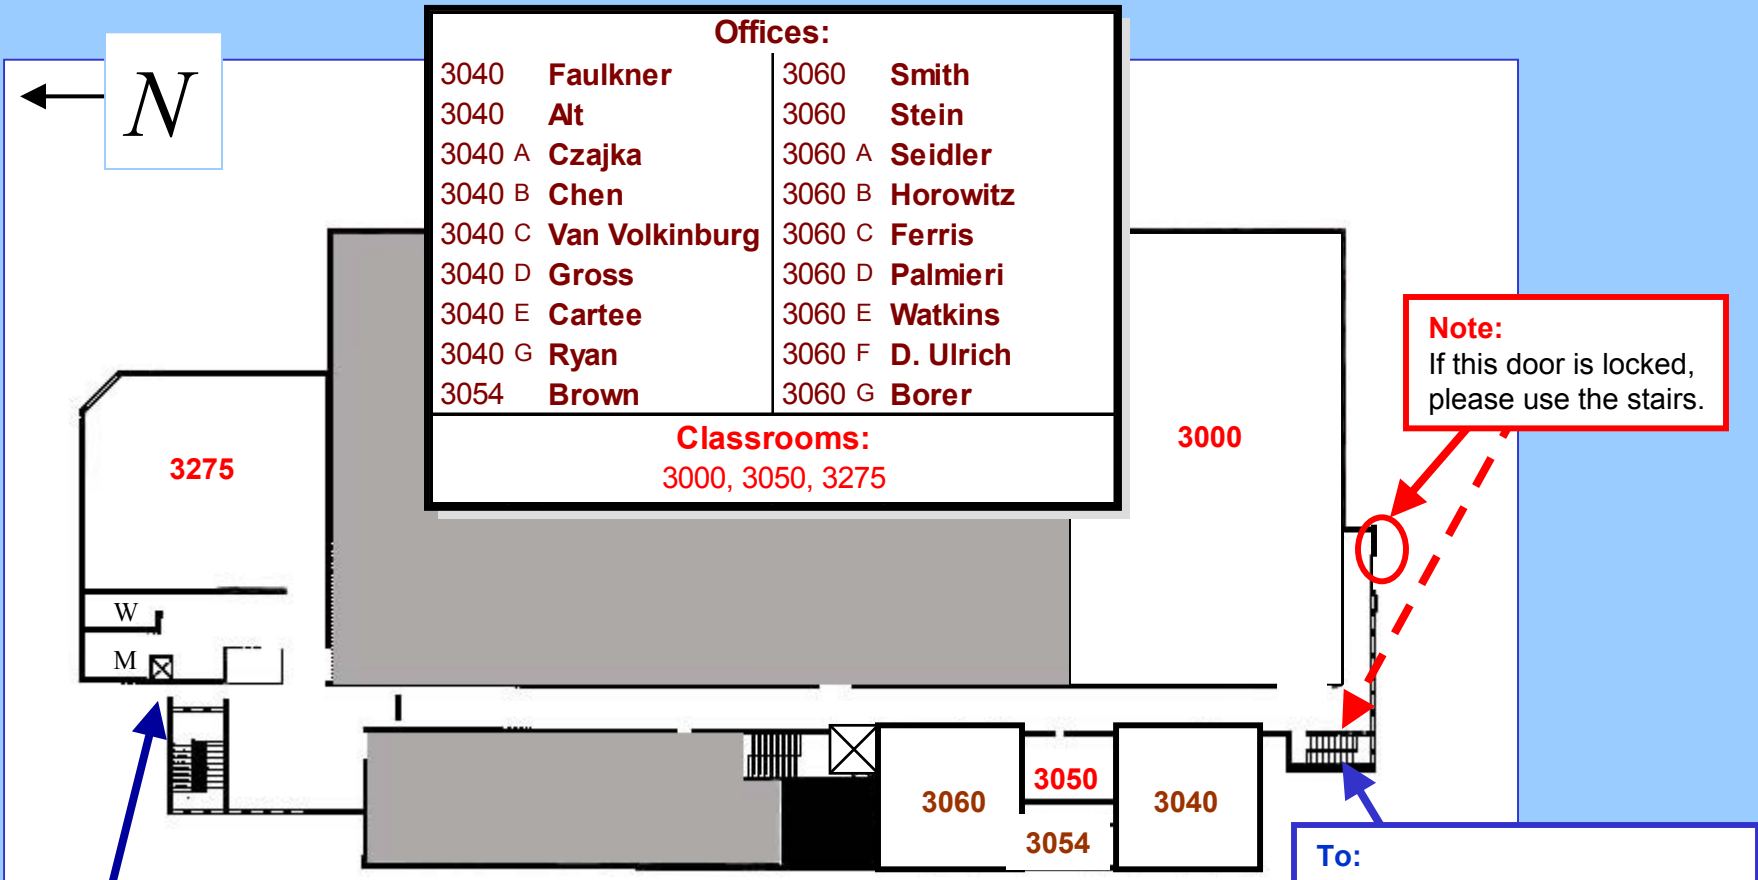 N
Offices:
3040 Faulkner
3040 Alt
3040 A Czajka
3040 B Chen
3040 C Van Volkinburg
3040 D Gross
3040 E Cartee
3040 G Ryan
3054 Brown
3060 Smith
3060 Stein
3060 A Seidler
3060 B Horowitz
3060 C Ferris
3060 D Palmieri
3060 E Watkins
3060 F D. Ulrich
3060 G Borer
Classrooms:
3000, 3050, 3275
Note:
If this door is locked,
please use the stairs.
3000
3275
W
M
3050
3060
3040
3054
To: